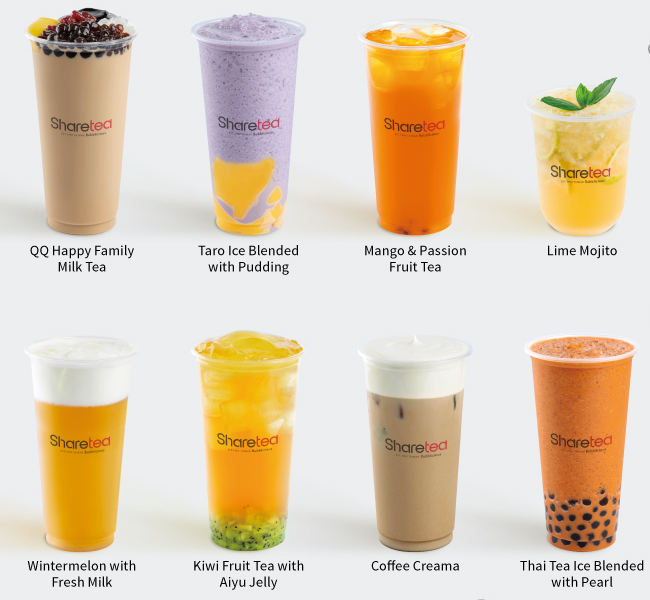 Sharetea
Sharetea
Sharetea
Sharetea
QQ Happy Family
Milk Tea
Taro Ice Blended
with Pudding
Mango & Passion
Fruit Tea
Lime Mojito
Sharetea
Sharetea
Sharetea
Sharetea
Wintermelon with
Fresh Milk
Kiwi Fruit Tea with
Aiyu Jelly
Coffee Creama
Thai Tea Ice Blended
with Pearl